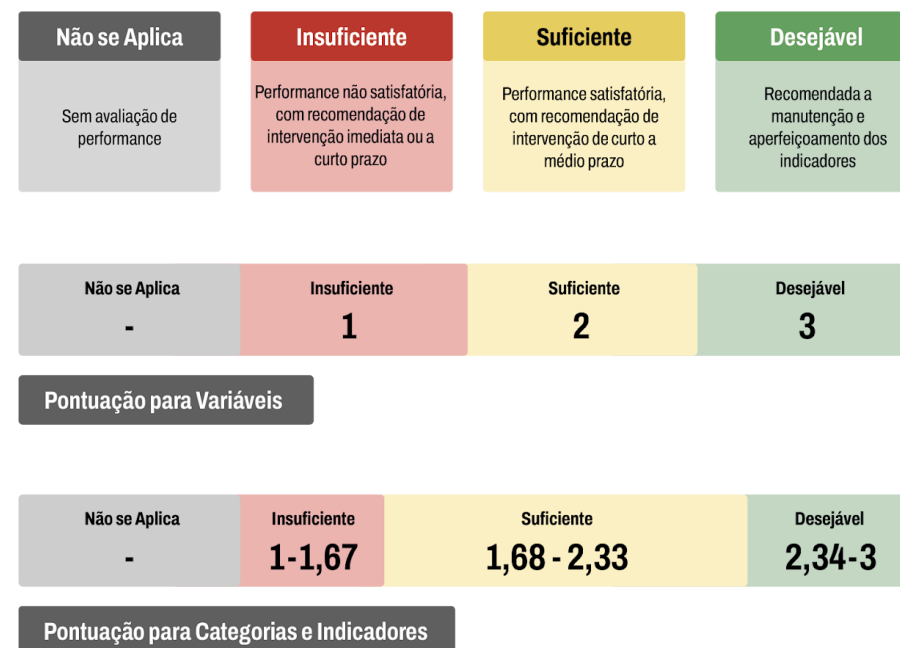 Não se Aplica
Sem avaliação de
performance
Insuficiente
Performance não satisfatória,
com recomendação de
intervenção imediata ou a
curto prazo
Suficiente
Performance satisfatória,
com recomendação de
intervenção de curto a
médio prazo
Desejável
Recomendada a
manutenção e
aperfeiçoamento dos
indicadores
Não se Aplica
-
Insuficiente
1
Suficiente
2
Desejável
3
Pontuação para Variáveis
Não se Aplica
-
Insuficiente
1-1,67
Suficiente
1,68 - 2,33
Desejável
2,34-3
Pontuação para Categorias e Indicadores